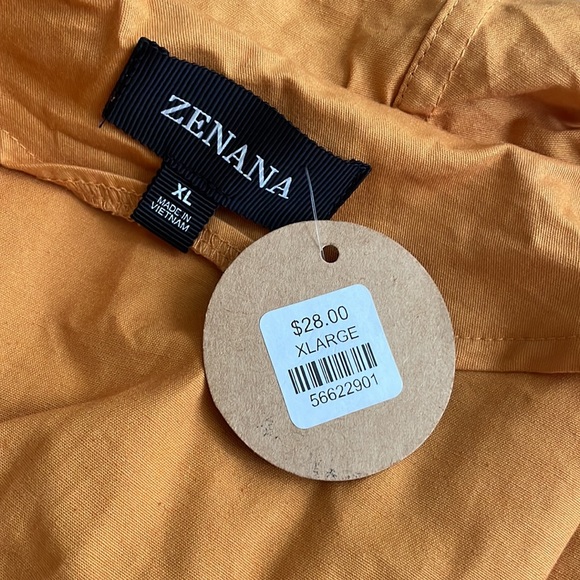 ZENANA
XL
MADE IN
VIETNAM
$28.00
XLARGE
56622901